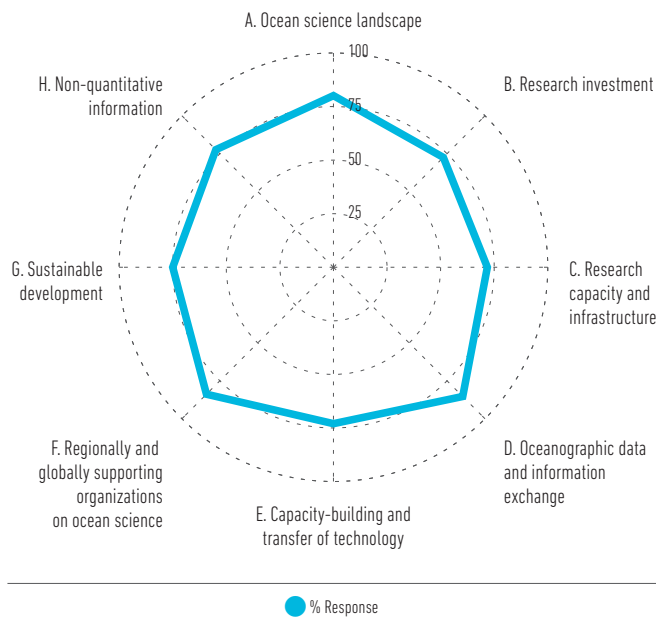 A. Ocean science landscape
100
H. Non-quantitative
information
B. Research investment
75
50
25
G. Sustainable
development
C. Research
capacity and
infrastructure
F. Regionally and
globally supporting
organizations
on ocean science
D. Oceanographic data
and information
exchange
E. Capacity-building and
transfer of technology
% Response